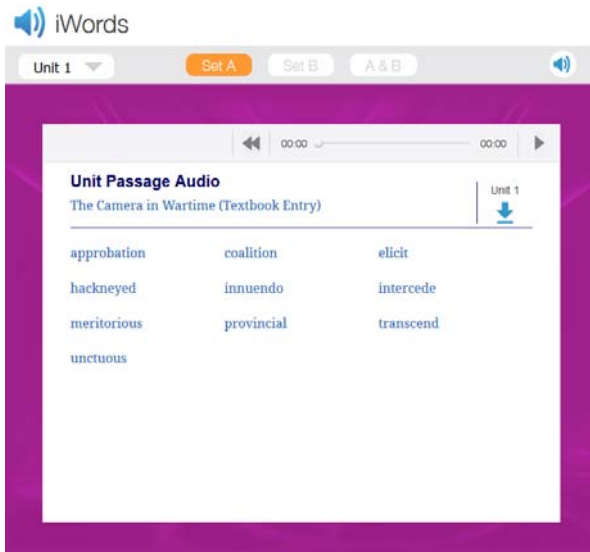 iWords
Unit 1 Set A Set B A & B
00:00 00:00
Unit Passage Audio
Unit 1
The Camera in Wartime (Textbook Entry)
approbation coalition elicit
hackneyed innuendo intercede
meritorious provincial transcend
unctuous